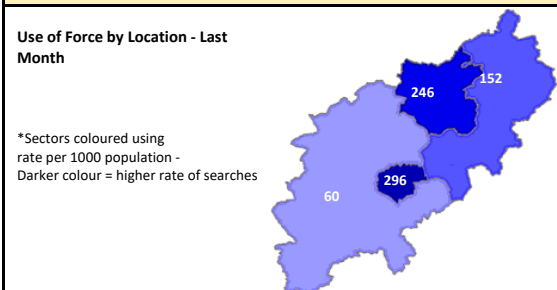 Use of Force by Location - Last
Month
152
246
*Sectors coloured using
rate per 1000 population -
Darker colour = higher rate of searches
296
60